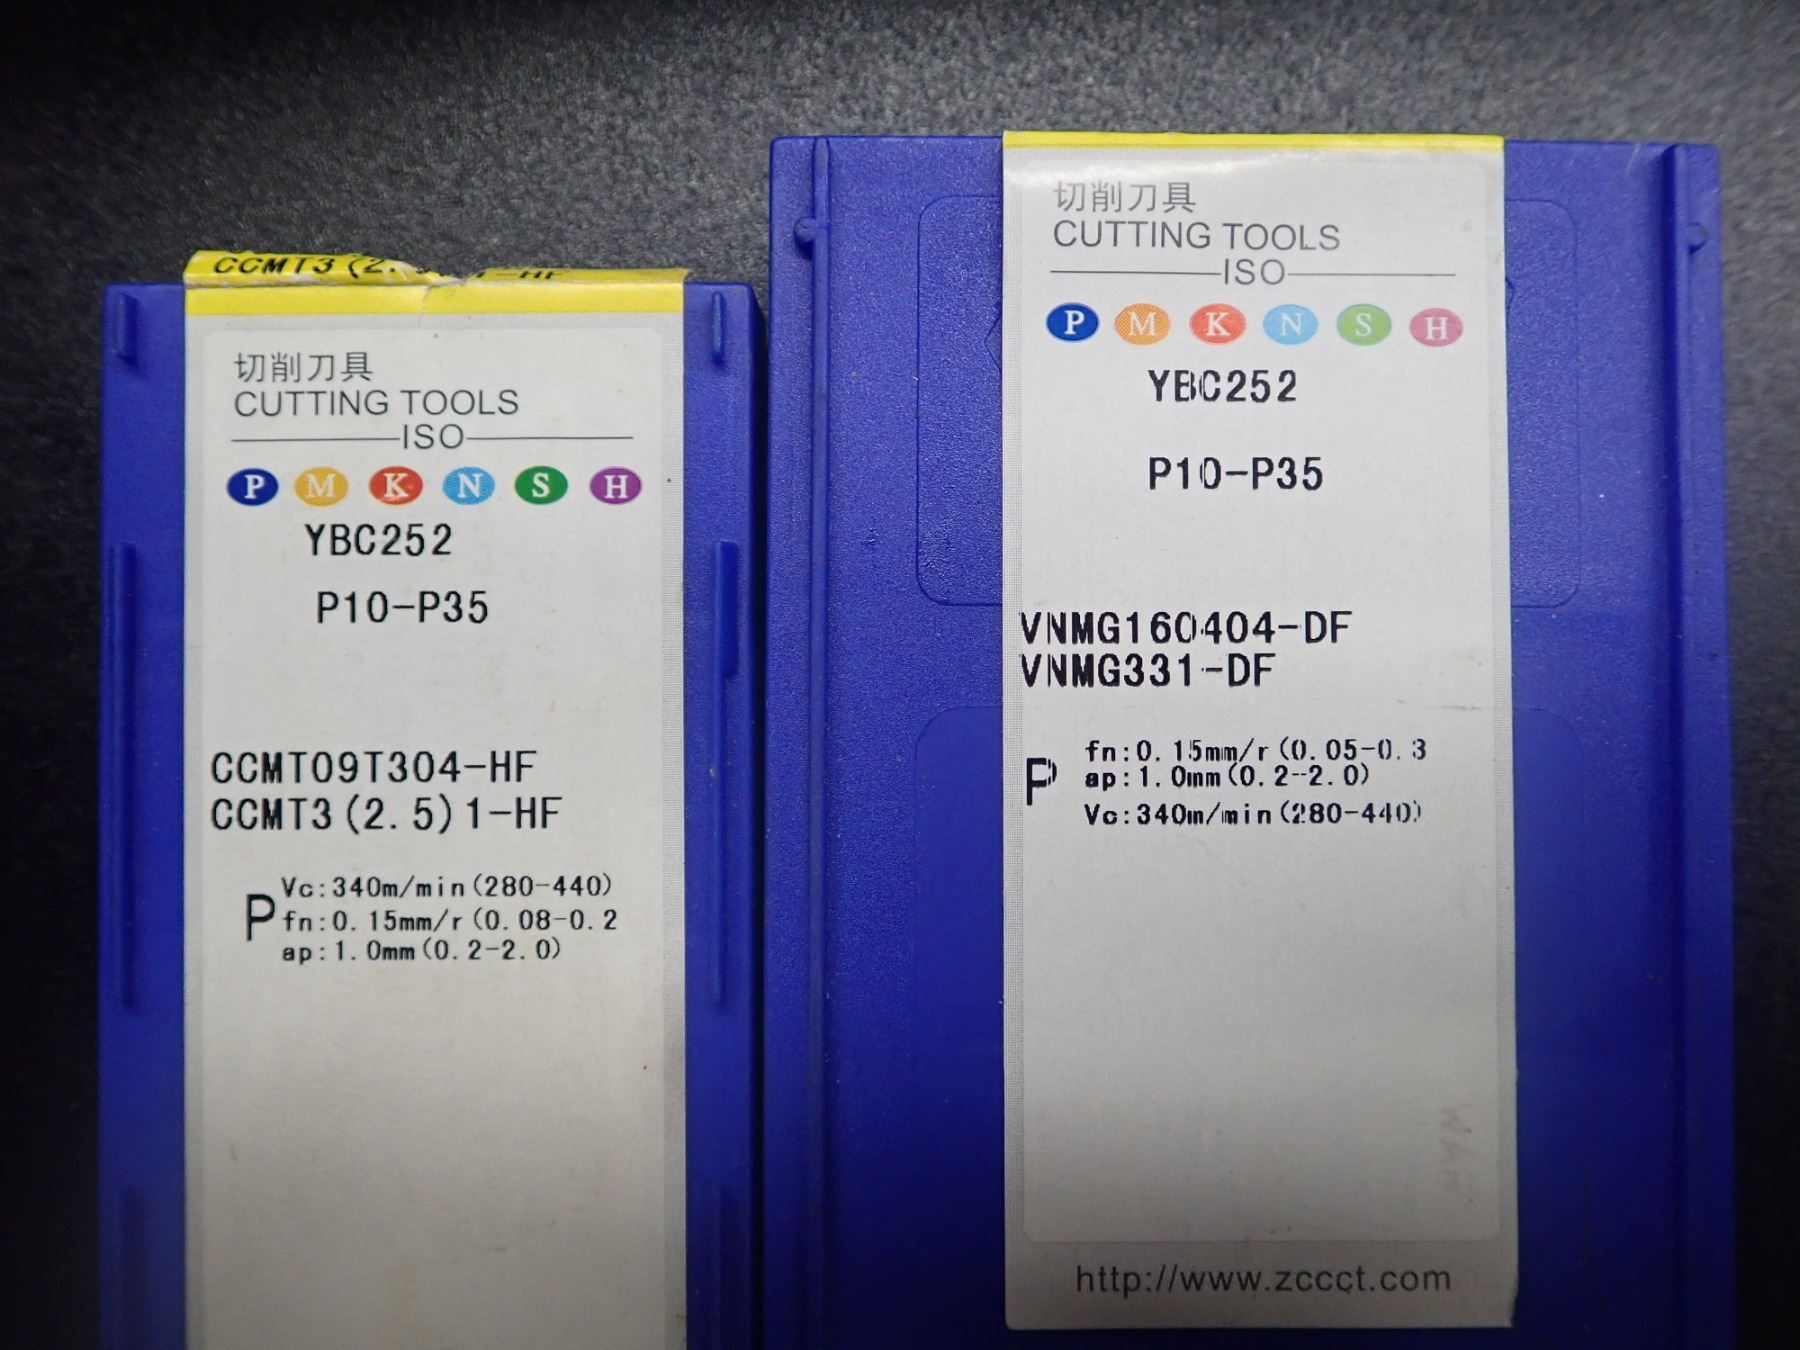 CCMT3(2.
-HF
切削刀具
CUTTING TOOLS
ISO
P M K N S H
YBC252
P10-P35
CCMT09T304-HF
CCMT3(2.5)1-HF
P
Vc:340m/min(280-440)
fn:0.15mm/r(0.08-0.2
ap:1.0mm(0.2-2.0)
切削刀具
CUTTING TOOLS
ISO
P M K N S H
YBC252
P10-P35
VNMG160404-DF
VNMG331-DF
P
fn:0.15mm/r(0.05-0.3
ap:1.0mm(0.2-2.0)
Vc:340m/min(280-440)
http://www.zccct.com